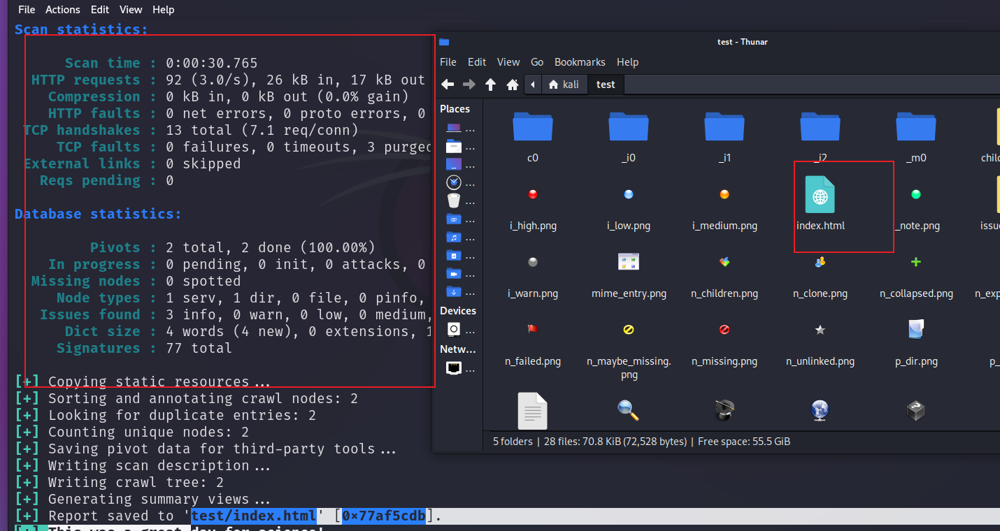 File Actions Edit View Help
Scan statistics:
Scan time : 0:00:30.765
HTTP requests : 92 (3.0/s), 26 kB in, 17 kB out
Compression : 0 kB in, 0 kB out (0.0% gain)
HTTP faults : 0 net errors, 0 proto errors, 0
TCP handshakes : 13 total (7.1 req/conn)
TCP faults : 0 failures, 0 timeouts, 3 purged
External links : 0 skipped
Reqs pending : 0
Database statistics:
Pivots : 2 total, 2 done (100.00%)
In progress : 0 pending, 0 init, 0 attacks, 0
Missing nodes : 0 spotted
Node types : 1 serv, 1 dir, 0 file, 0 pinfo,
Issues found : 3 info, 0 warn, 0 low, 0 medium,
Dict size : 4 words (4 new), 0 extensions, 1
Signatures : 77 total
[+] Copying static resources...
[+] Sorting and annotating crawl nodes: 2
[+] Looking for duplicate entries: 2
[+] Counting unique nodes: 2
[+] Saving pivot data for third-party tools...
[+] Writing scan description...
[+] Writing crawl tree: 2
[+] Generating summary views...
[+] Report saved to 'test/index.html' [0×77af5cdb].
[+] This was a great day for science!
test - Thunar
File Edit View Go Bookmarks Help
kali test
Places
...
...
...
...
...
...
...
...
...
...
Devices
...
Netw...
...
c0 _i0 _i1 _i2 _m0 chil
i_high.png i_low.png i_medium.png index.html _note.png issu
i_warn.png mime_entry.png n_children.png n_clone.png n_collapsed.png n_exp
n_failed.png n_maybe_missing. n_missing.png n_unlinked.png p_dir.png p_
png
5 folders | 28 files: 70.8 KiB (72,528 bytes) | Free space: 55.5 GiB